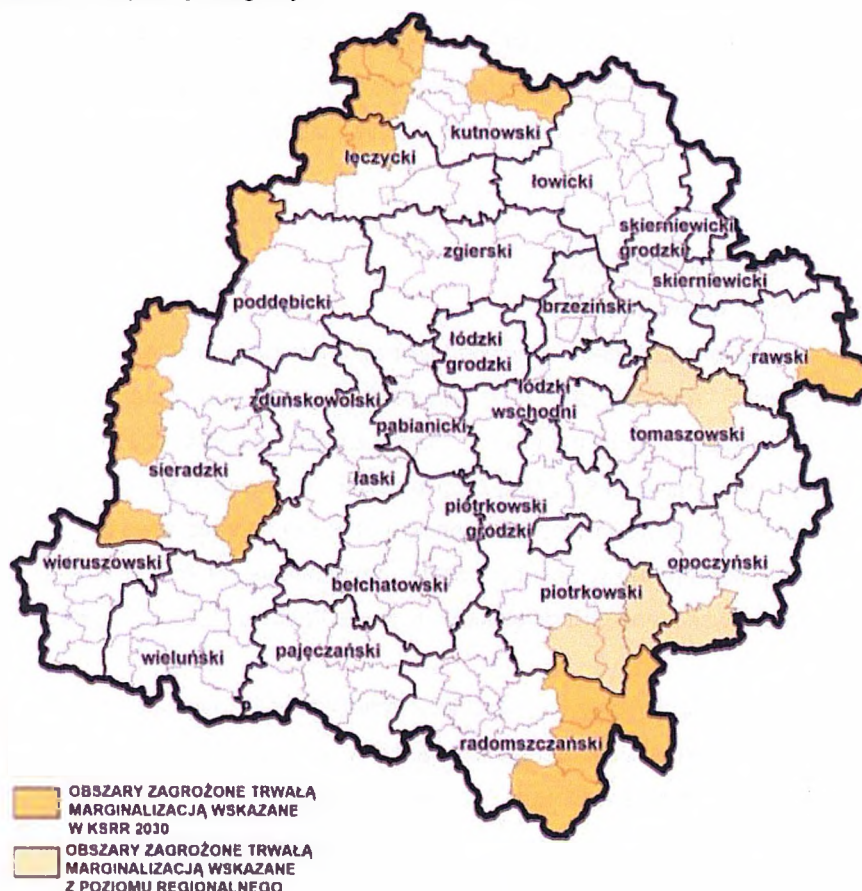 kutnowski
łęczycki
łowicki
skierniewicki
grodzki
zgierski
skierniewicki
poddębicki
brzeziński
łódzki
grodzki
rawski
łódzki
wschodni
zduńskowolski
pabianicki
tomaszowski
sieradzki
łaski
piotrkowski
grodzki
wieruszowski
opoczyński
bełchatowski
piotrkowski
wieluński
pajęczański
radomszczański
OBSZARY ZAGROŻONE TRWAŁĄ
MARGINALIZACJĄ WSKAZANE
W KSRR 2030
OBSZARY ZAGROŻONE TRWAŁĄ
MARGINALIZACJĄ WSKAZANE
Z POZIOMU REGIONALNEGO